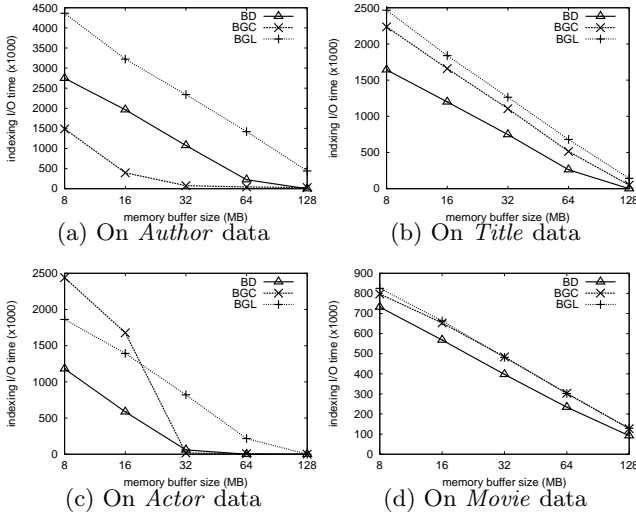 4500
4000
3500
3000
2500
2000
1500
1000
500
0
indexing I/O time (x1000)
BD
BGC
BGL
8 16 32 64 128
memory buffer size (MB)
(a) On Author data
2500
2000
1500
1000
500
0
indxing I/O time (x1000)
BD
BGC
BGL
8 16 32 64 128
memory buffer size (MB)
(b) On Title data
2500
2000
1500
1000
500
0
indexing I/O time (x1000)
BD
BGC
BGL
8 16 32 64 128
memory buffer size (MB)
(c) On Actor data
900
800
700
600
500
400
300
200
100
0
indexing I/O time (x1000)
BD
BGC
BGL
8 16 32 64 128
memory buffer size (MB)
(d) On Movie data